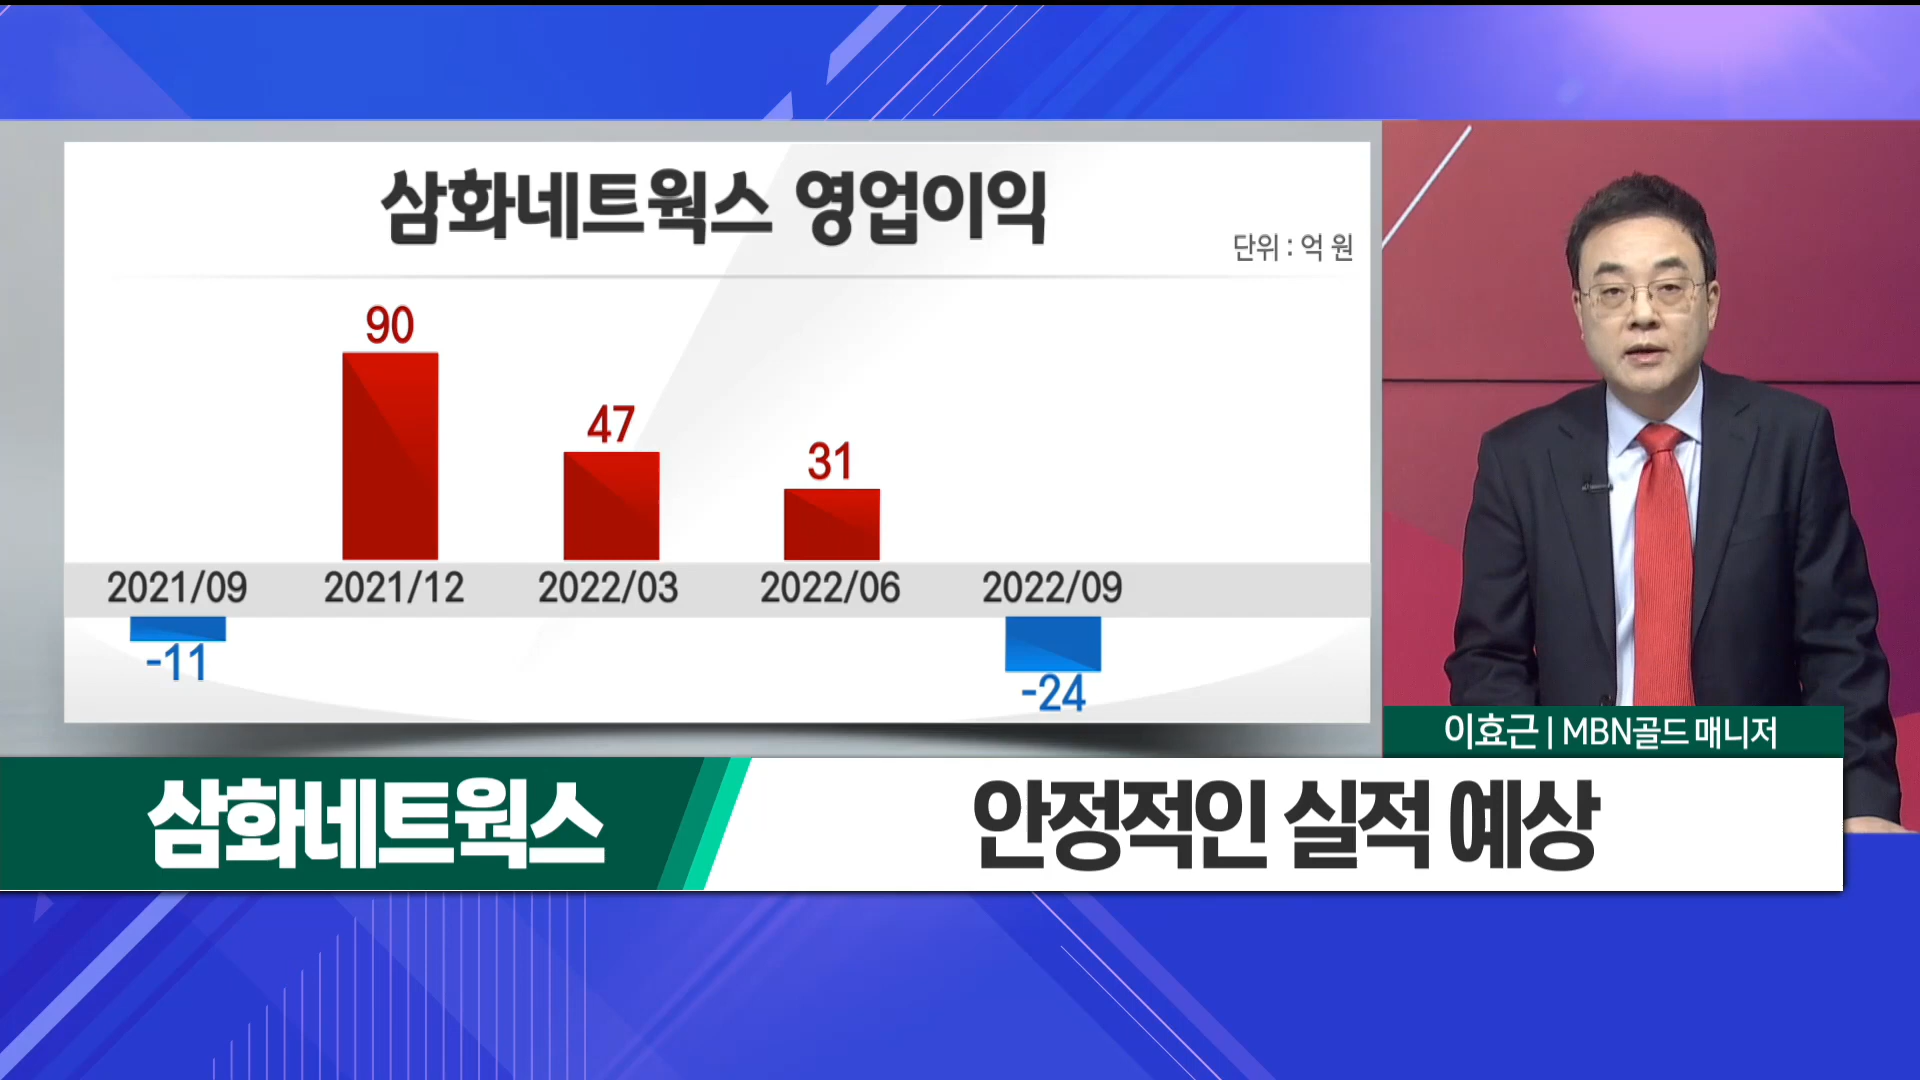 삼화네트웍스 영업이익
단위 : 억 원
90
47
31
2021/09 2021/12 2022/03 2022/06 2022/09
-11
-24
이효근 | MBN골드 매니저
삼화네트웍스
안정적인 실적 예상